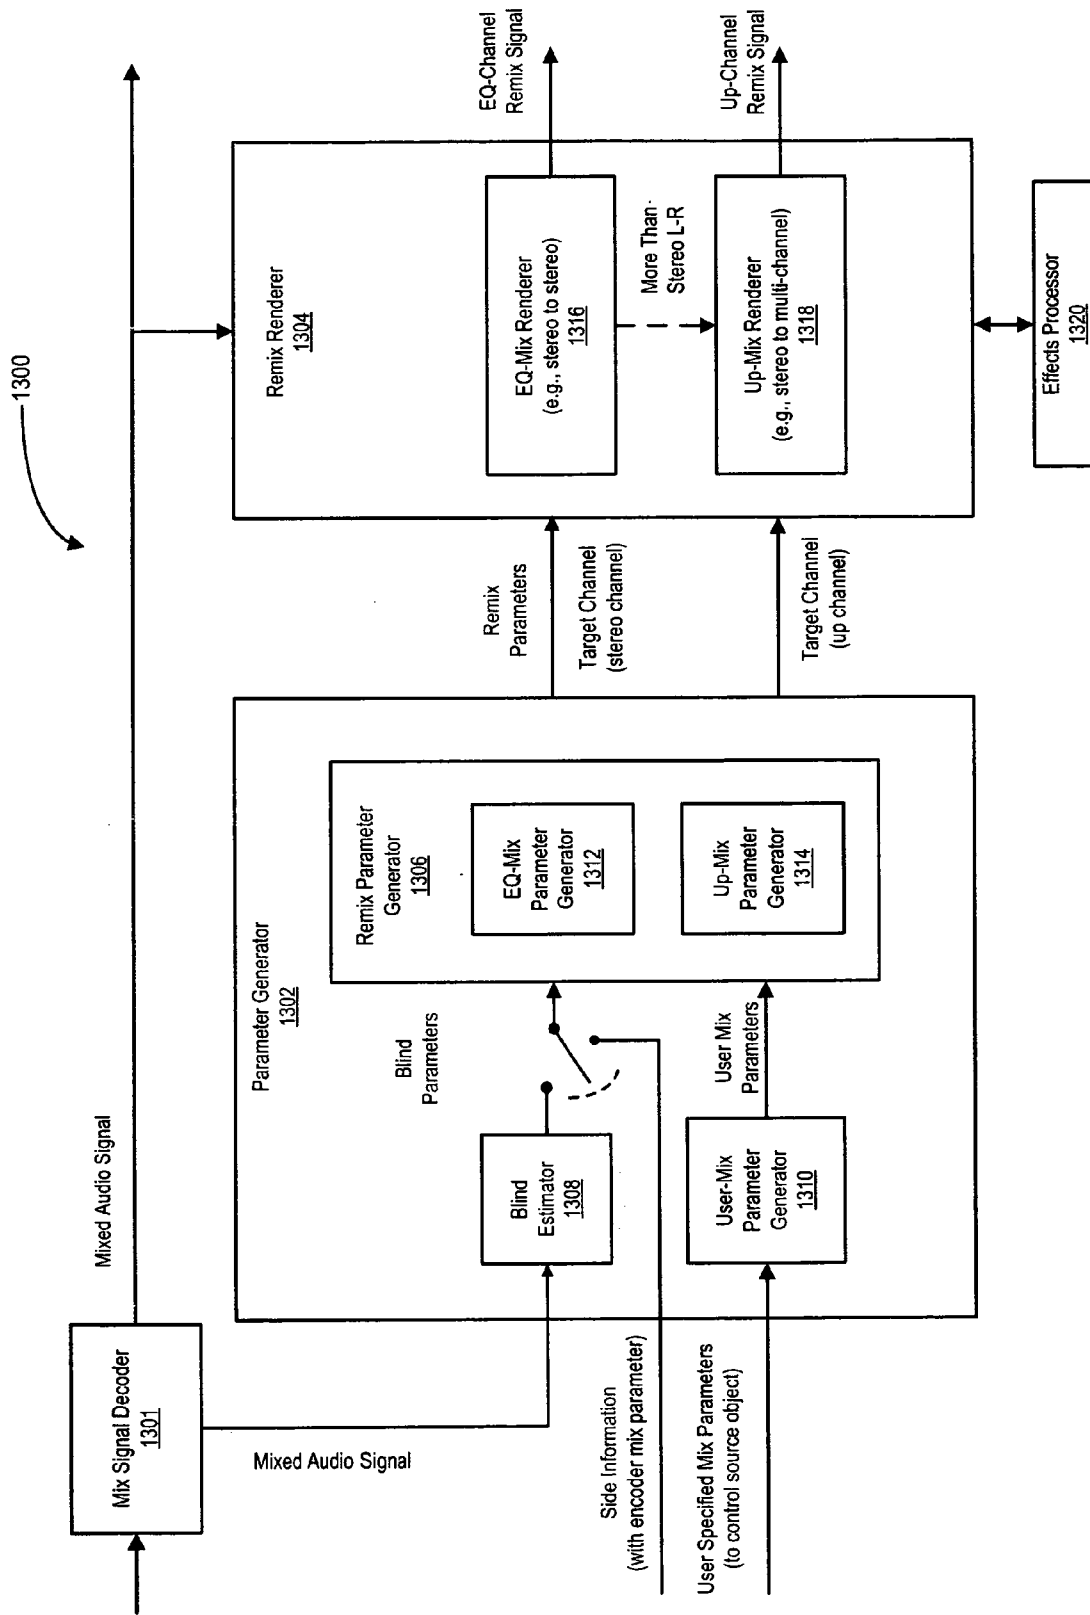 1300
Mix Signal Decoder
1301
Mixed Audio Signal
Mixed Audio Signal
Parameter Generator
1302
Blind
Estimator
1308
Blind
Parameters
Side Information
(with encoder mix parameter)
User Specified Mix Parameters
(to control source object)
User-Mix
Parameter
Generator
1310
User Mix
Parameters
Remix Parameter
Generator
1306
EQ-Mix
Parameter
Generator
1312
Up-Mix
Parameter
Generator
1314
Remix
Parameters
Target Channel
(stereo channel)
Target Channel
(up channel)
Remix Renderer
1304
EQ-Mix Renderer
(e.g., stereo to stereo)
1316
More Than
Stereo L-R
Up-Mix Renderer
(e.g., stereo to multi-channel)
1318
EQ-Channel
Remix Signal
Up-Channel
Remix Signal
Effects Processor
1320